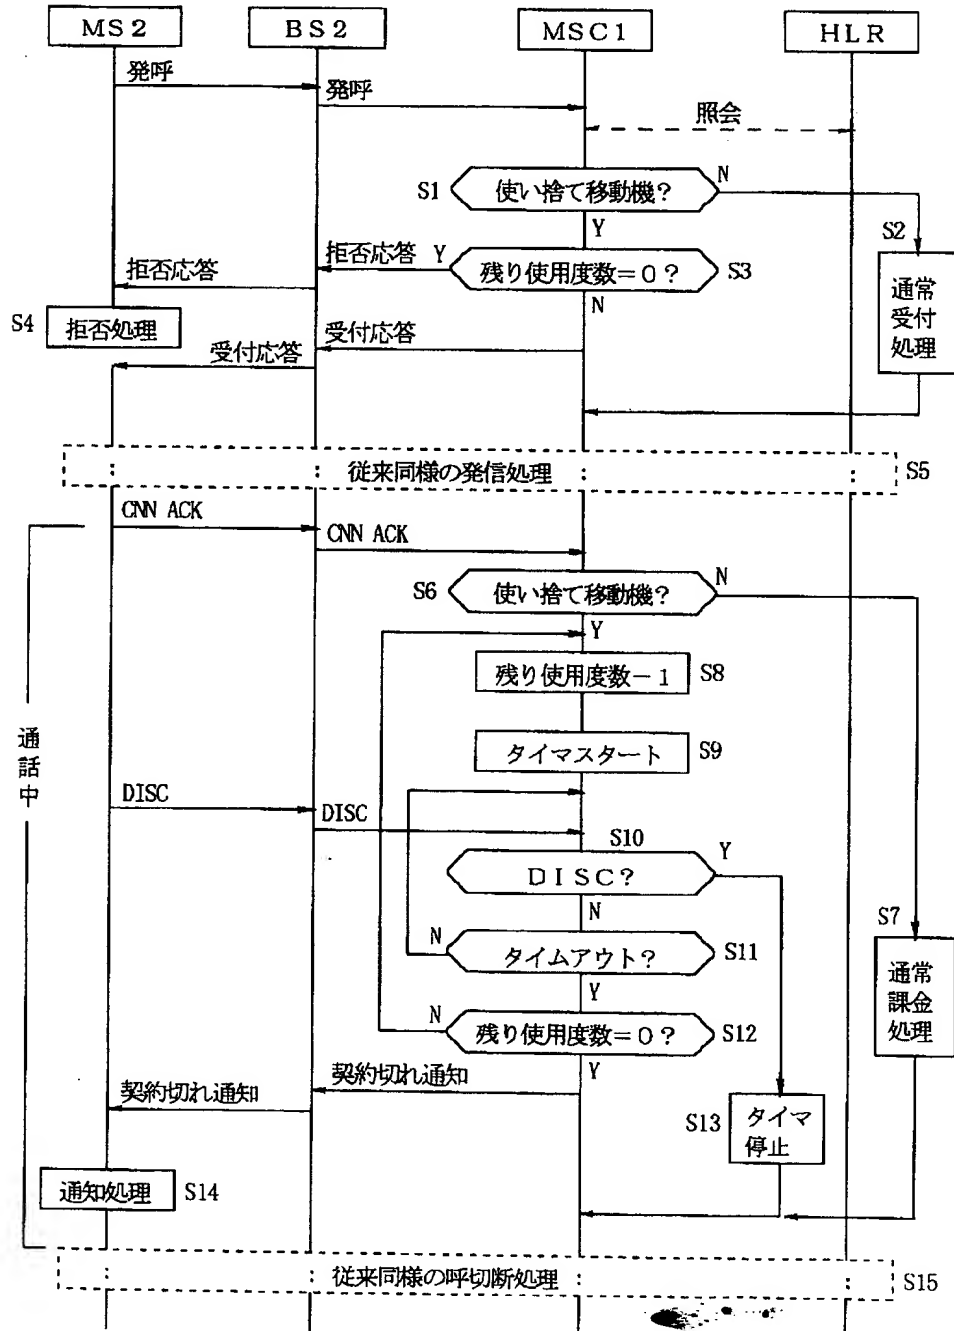 MS2
BS2
MSC1
HLR
発呼
発呼
照会
S1
使い捨て移動機?
N
Y
S2
拒否応答
拒否応答
Y
残り使用度数=0?
S3
N
通常
受付
処理
S4
拒否処理
受付応答
受付応答
従来同様の発信処理
S5
CNN ACK
CNN ACK
S6
使い捨て移動機?
N
Y
残り使用度数-1
S8
タイマスタート
S9
通
話
中
DISC
DISC
S10
DISC?
Y
N
S7
N
タイムアウト?
S11
Y
通常
課金
処理
N
残り使用度数=0?
S12
Y
契約切れ通知
契約切れ通知
S13
タイマ
停止
通知処理
S14
従来同様の呼切断処理
S15